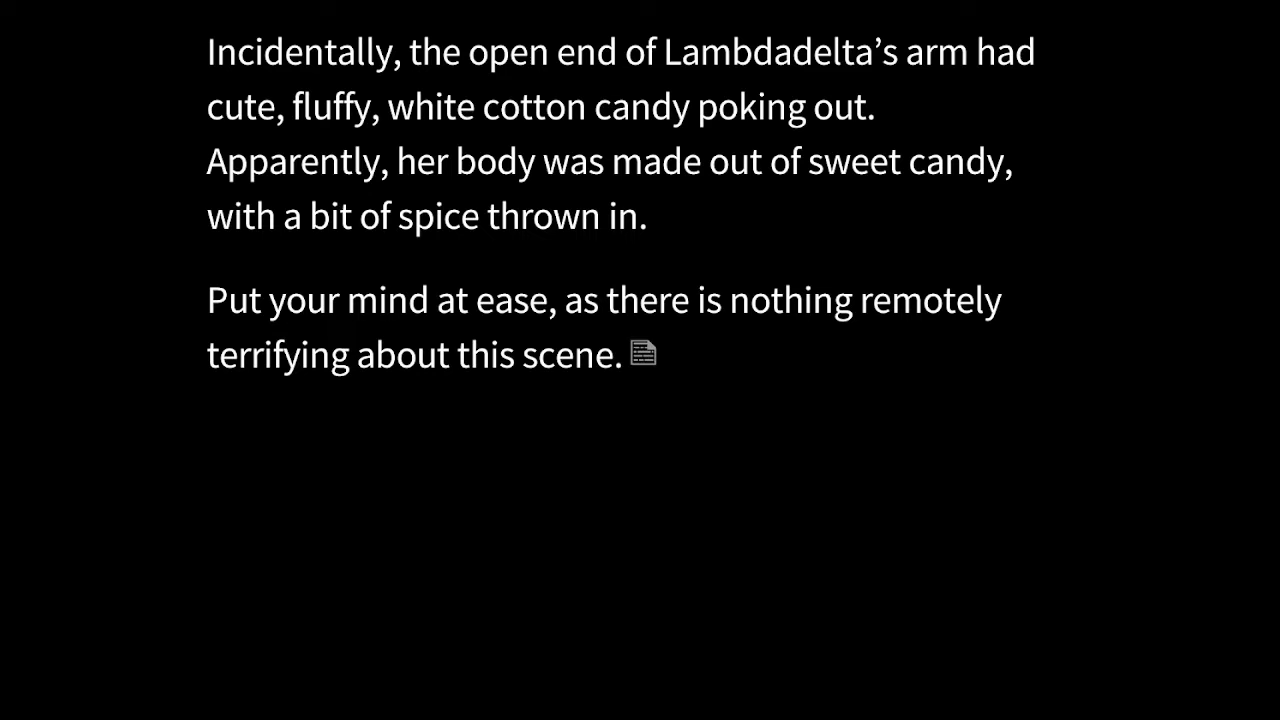 Incidentally, the open end of Lambdadelta’s arm had
cute, fluffy, white cotton candy poking out.
Apparently, her body was made out of sweet candy,
with a bit of spice thrown in.
Put your mind at ease, as there is nothing remotely
terrifying about this scene.